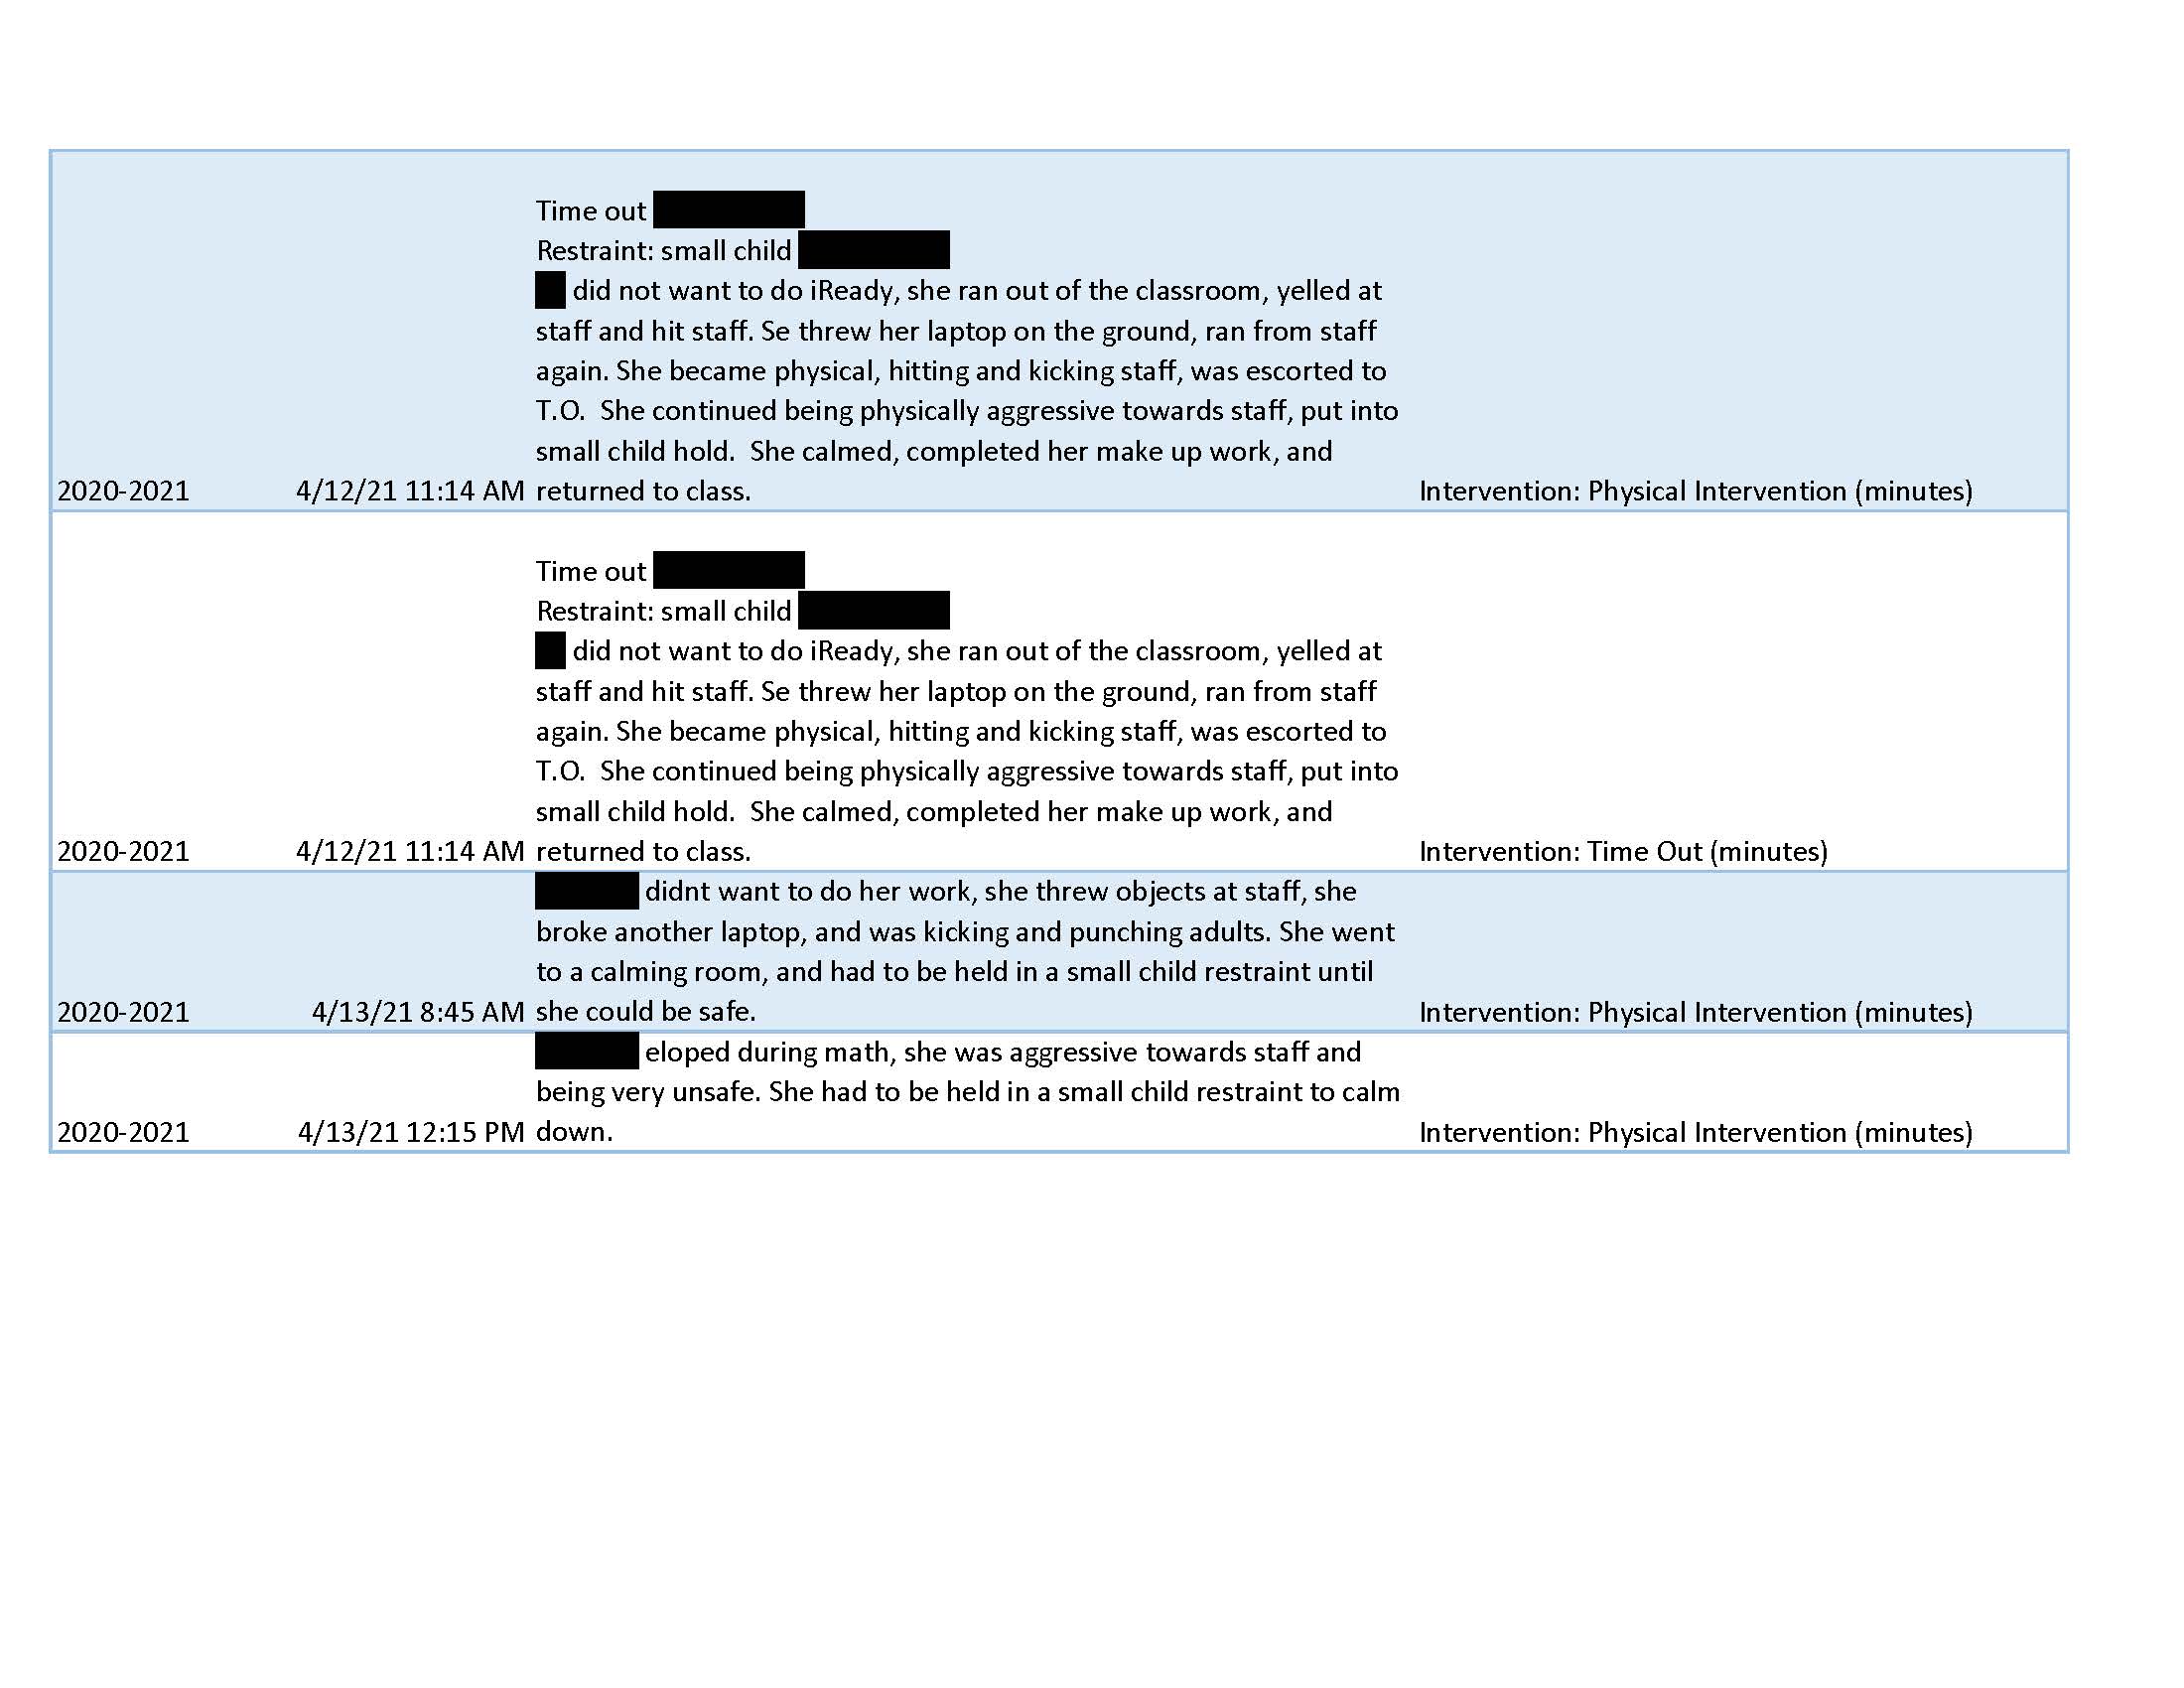 Time out
Restraint: small child
did not want to do iReady, she ran out of the classroom, yelled at
staff and hit staff. Se threw her laptop on the ground, ran from staff
again. She became physical, hitting and kicking staff, was escorted to
T.O.  She continued being physically aggressive towards staff, put into
small child hold.  She calmed, completed her make up work, and
2020-2021 4/12/21 11:14 AM returned to class. Intervention: Physical Intervention (minutes)
Time out
Restraint: small child
did not want to do iReady, she ran out of the classroom, yelled at
staff and hit staff. Se threw her laptop on the ground, ran from staff
again. She became physical, hitting and kicking staff, was escorted to
T.O.  She continued being physically aggressive towards staff, put into
small child hold.  She calmed, completed her make up work, and
2020-2021 4/12/21 11:14 AM returned to class. Intervention: Time Out (minutes)
didnt want to do her work, she threw objects at staff, she
broke another laptop, and was kicking and punching adults. She went
to a calming room, and had to be held in a small child restraint until
2020-2021 4/13/21 8:45 AM she could be safe. Intervention: Physical Intervention (minutes)
eloped during math, she was aggressive towards staff and
being very unsafe. She had to be held in a small child restraint to calm
2020-2021 4/13/21 12:15 PM down. Intervention: Physical Intervention (minutes)